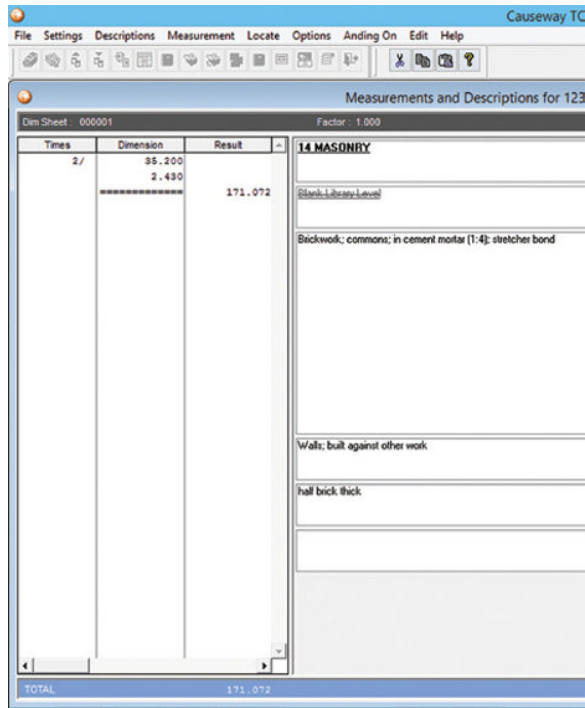 Causeway TC
File Settings Descriptions Measurement Locate Options Anding On Edit Help
Measurements and Descriptions for 123
Dim Sheet : 000001 Factor : 1.000
Times Dimension Result
14 MASONRY
2/ 35.200
2.430
============= 171.072
Blank Library Level
Brickwork; commons; in cement mortar (1:4); stretcher bond
Walls; built against other work
half brick thick
TOTAL 171.072